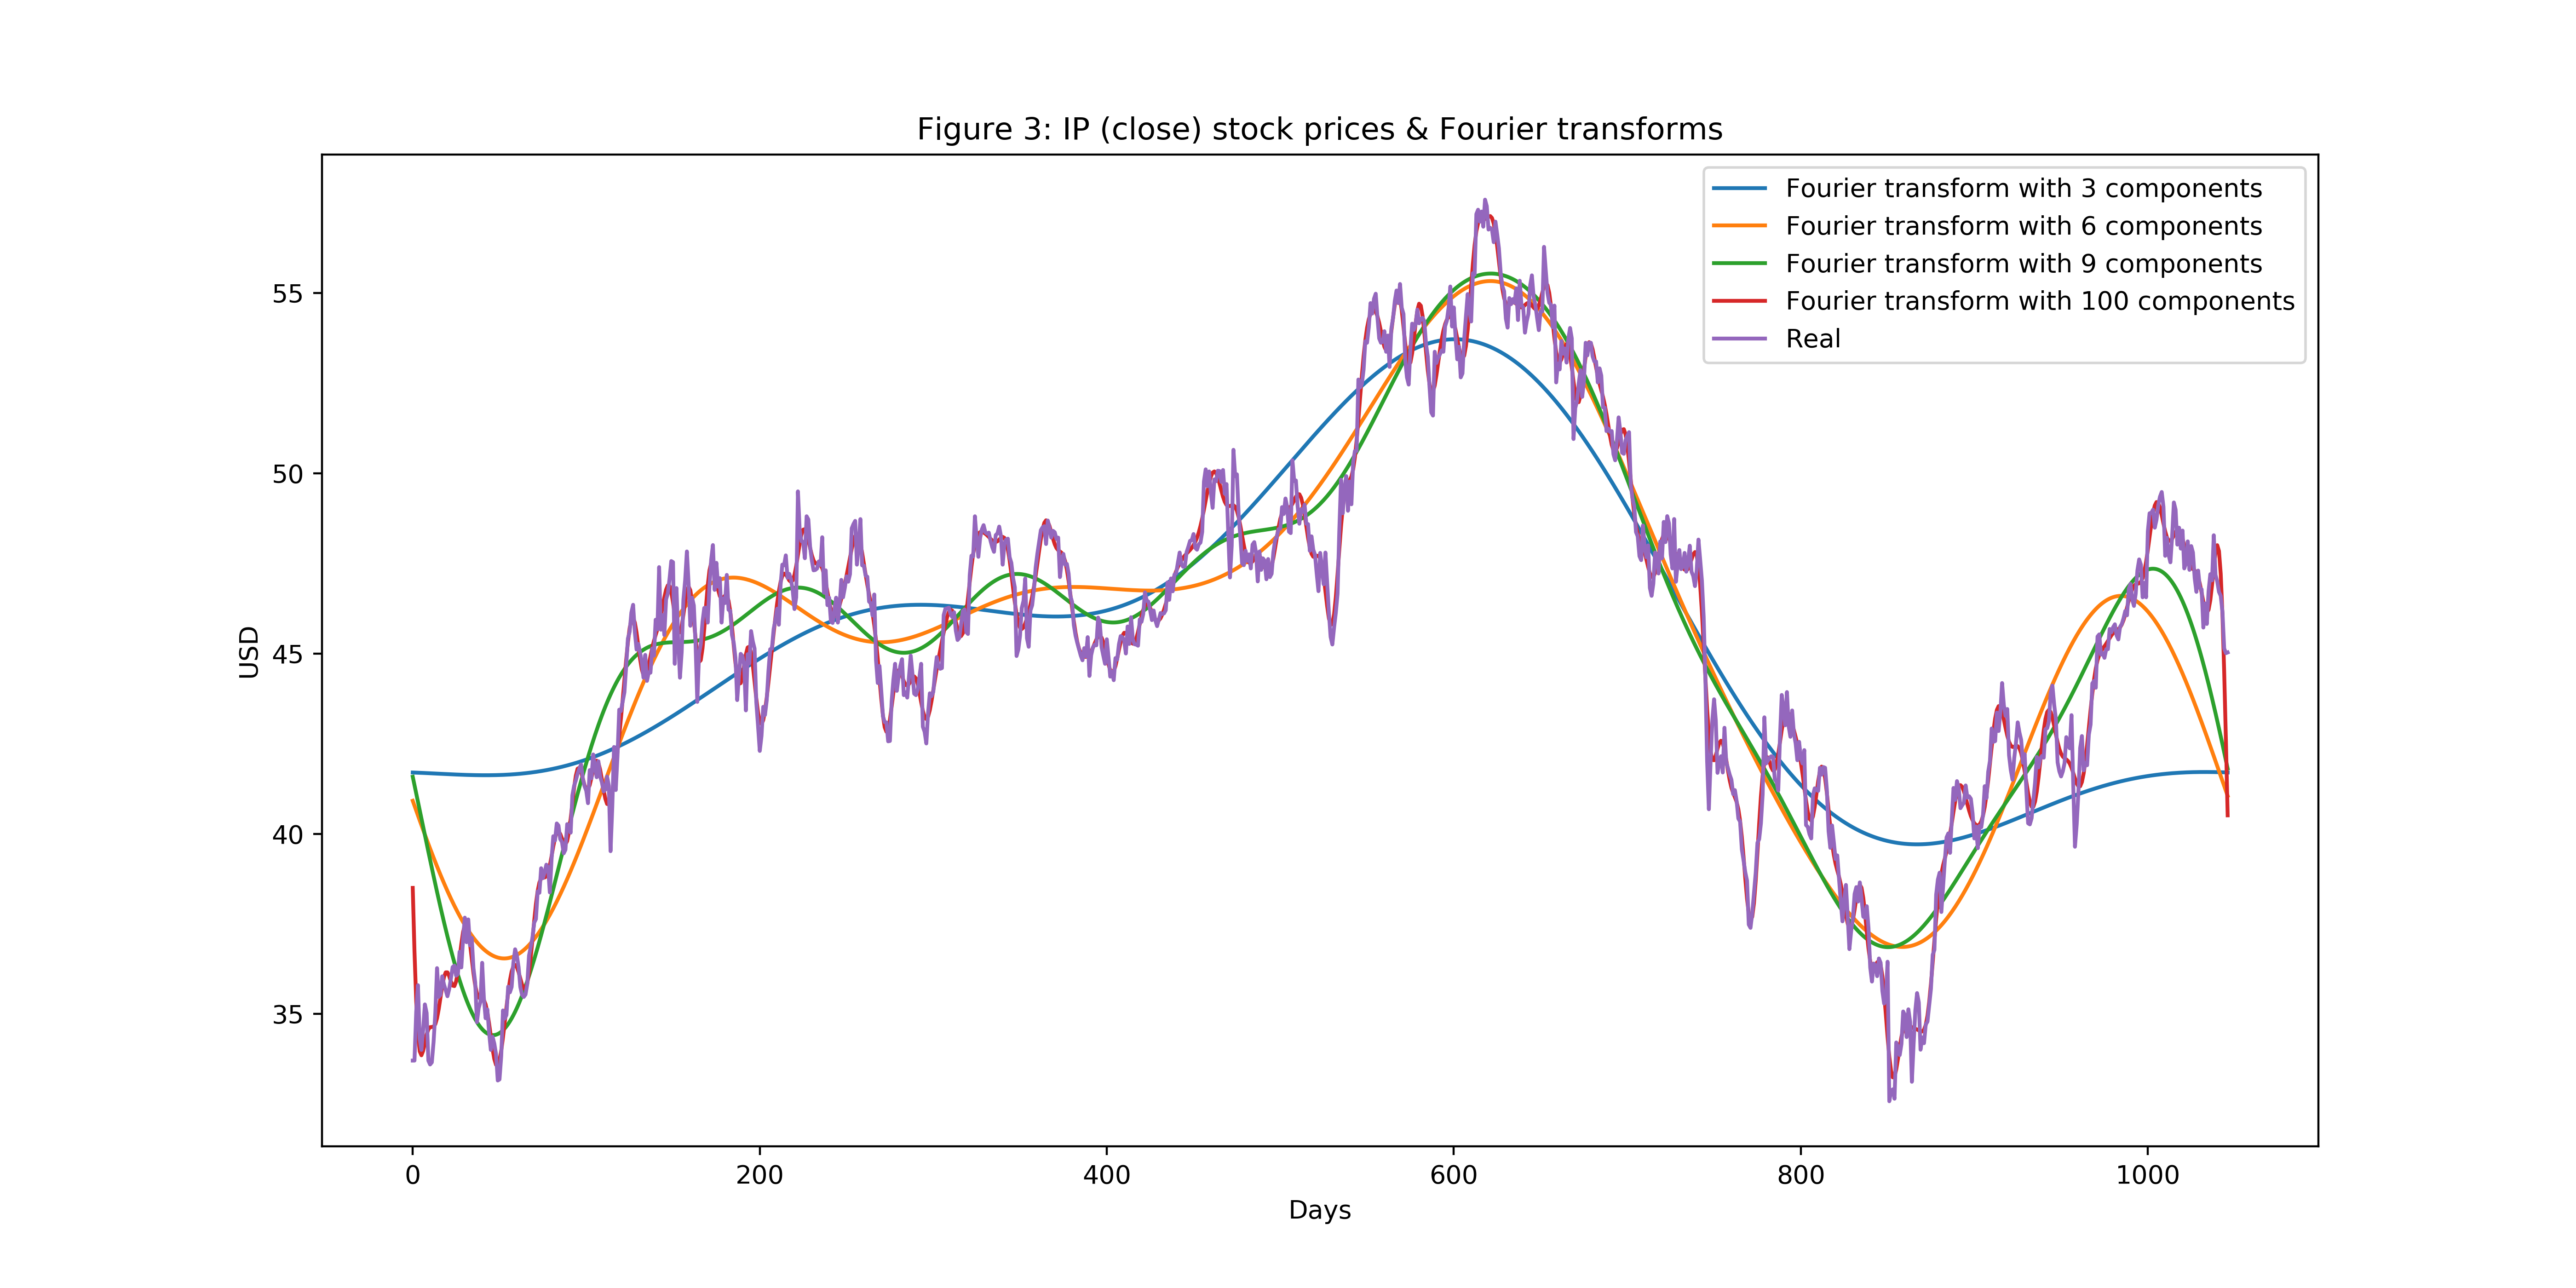 Figure 3: IP (close) stock prices & Fourier transforms
Fourier transform with 3 components
Fourier transform with 6 components
Fourier transform with 9 components
Fourier transform with 100 components
Real
USD
55
50
45
40
35
0 200 400 600 800 1000
Days